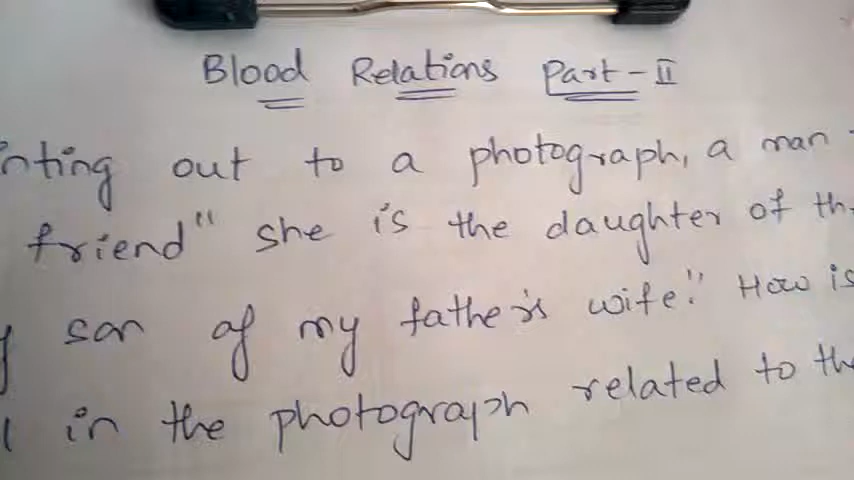 Blood Relations Part-II
nting out to a photograph, a man
friend" she is the daughter of th
y son of my father's wife." How is
l in the photograph related to the